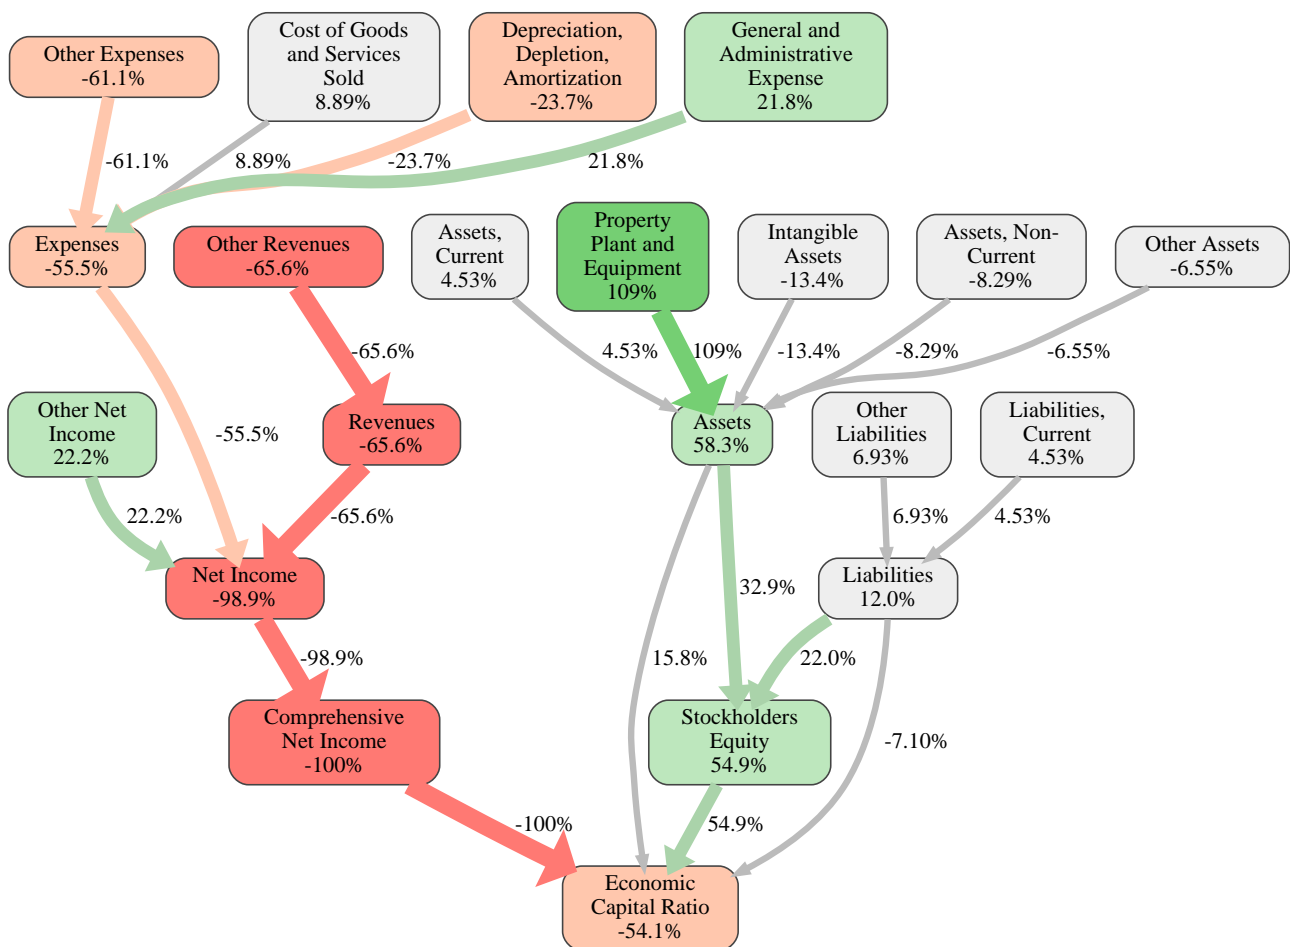 Other Expenses
-61.1%
Cost of Goods
and Services
Sold
8.89%
Depreciation,
Depletion,
Amortization
-23.7%
General and
Administrative
Expense
21.8%
-61.1%
8.89%
-23.7%
21.8%
Expenses
-55.5%
Other Revenues
-65.6%
Assets,
Current
4.53%
Property
Plant and
Equipment
109%
Intangible
Assets
-13.4%
Assets, Non-
Current
-8.29%
Other Assets
-6.55%
-65.6%
4.53%
109%
-13.4%
-8.29%
-6.55%
Other Net
Income
22.2%
-55.5%
Revenues
-65.6%
Assets
58.3%
Other
Liabilities
6.93%
Liabilities,
Current
4.53%
22.2%
-65.6%
6.93%
4.53%
Net Income
-98.9%
32.9%
Liabilities
12.0%
-98.9%
15.8%
22.0%
Comprehensive
Net Income
-100%
Stockholders
Equity
54.9%
-7.10%
-100%
54.9%
Economic
Capital Ratio
-54.1%